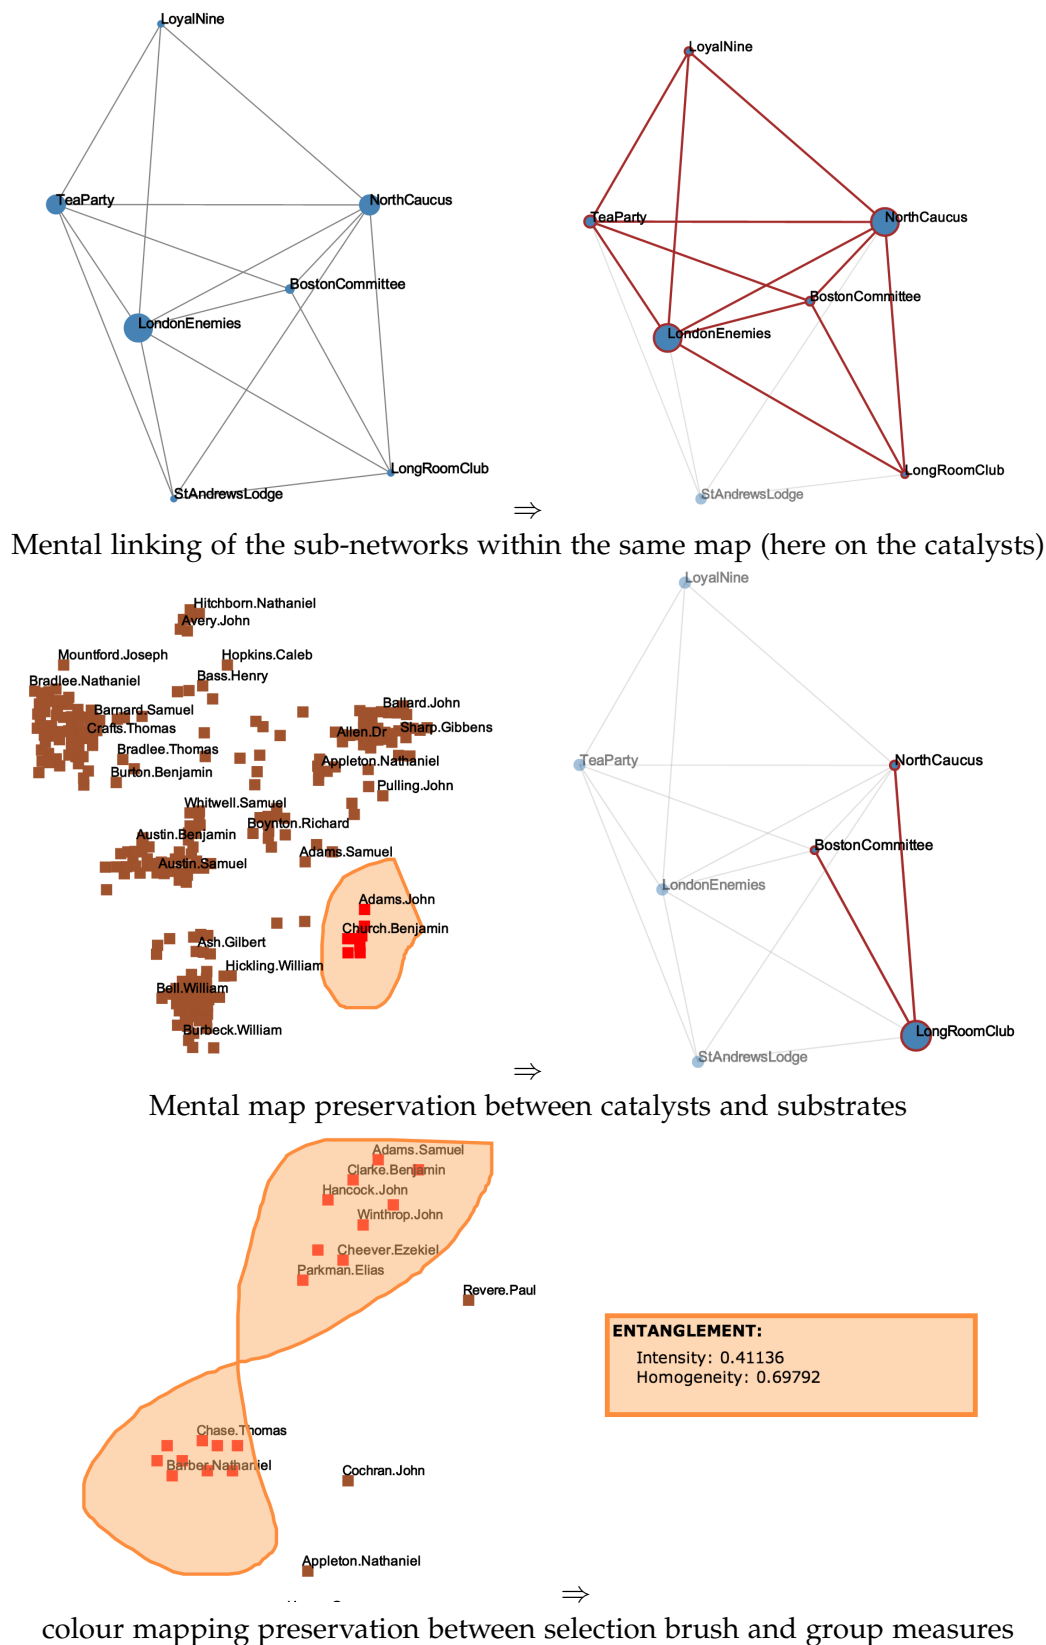 LoyalNine
TeaParty
NorthCaucus
BostonCommittee
LondonEnemies
LongRoomClub
StAndrewsLodge
LoyalNine
TeaParty
NorthCaucus
BostonCommittee
LondonEnemies
LongRoomClub
StAndrewsLodge
⇒
Mental linking of the sub-networks within the same map (here on the catalysts)
Hitchborn.Nathaniel
Avery.John
Mountford.Joseph
Hopkins.Caleb
Bradlee.Nathaniel
Bass.Henry
Barnard.Samuel
Ballard.John
Crafts.Thomas
Allen.Dr
Sharp.Gibbens
Bradlee.Thomas
Appleton.Nathaniel
Burton.Benjamin
Pulling.John
Whitwell.Samuel
Boynton.Richard
Austin.Benjamin
Adams.Samuel
Austin.Samuel
Adams.John
Church.Benjamin
Ash.Gilbert
Hickling.William
Bell.William
Burbeck.William
LoyalNine
TeaParty
NorthCaucus
BostonCommittee
LondonEnemies
LongRoomClub
StAndrewsLodge
⇒
Mental map preservation between catalysts and substrates
Adams.Samuel
Clarke.Benjamin
Hancock.John
Winthrop.John
Cheever.Ezekiel
Parkman.Elias
Revere.Paul
Chase.Thomas
Barber.Nathaniel
Cochran.John
Appleton.Nathaniel
ENTANGLEMENT:
Intensity: 0.41136
Homogeneity: 0.69792
⇒
colour mapping preservation between selection brush and group measures